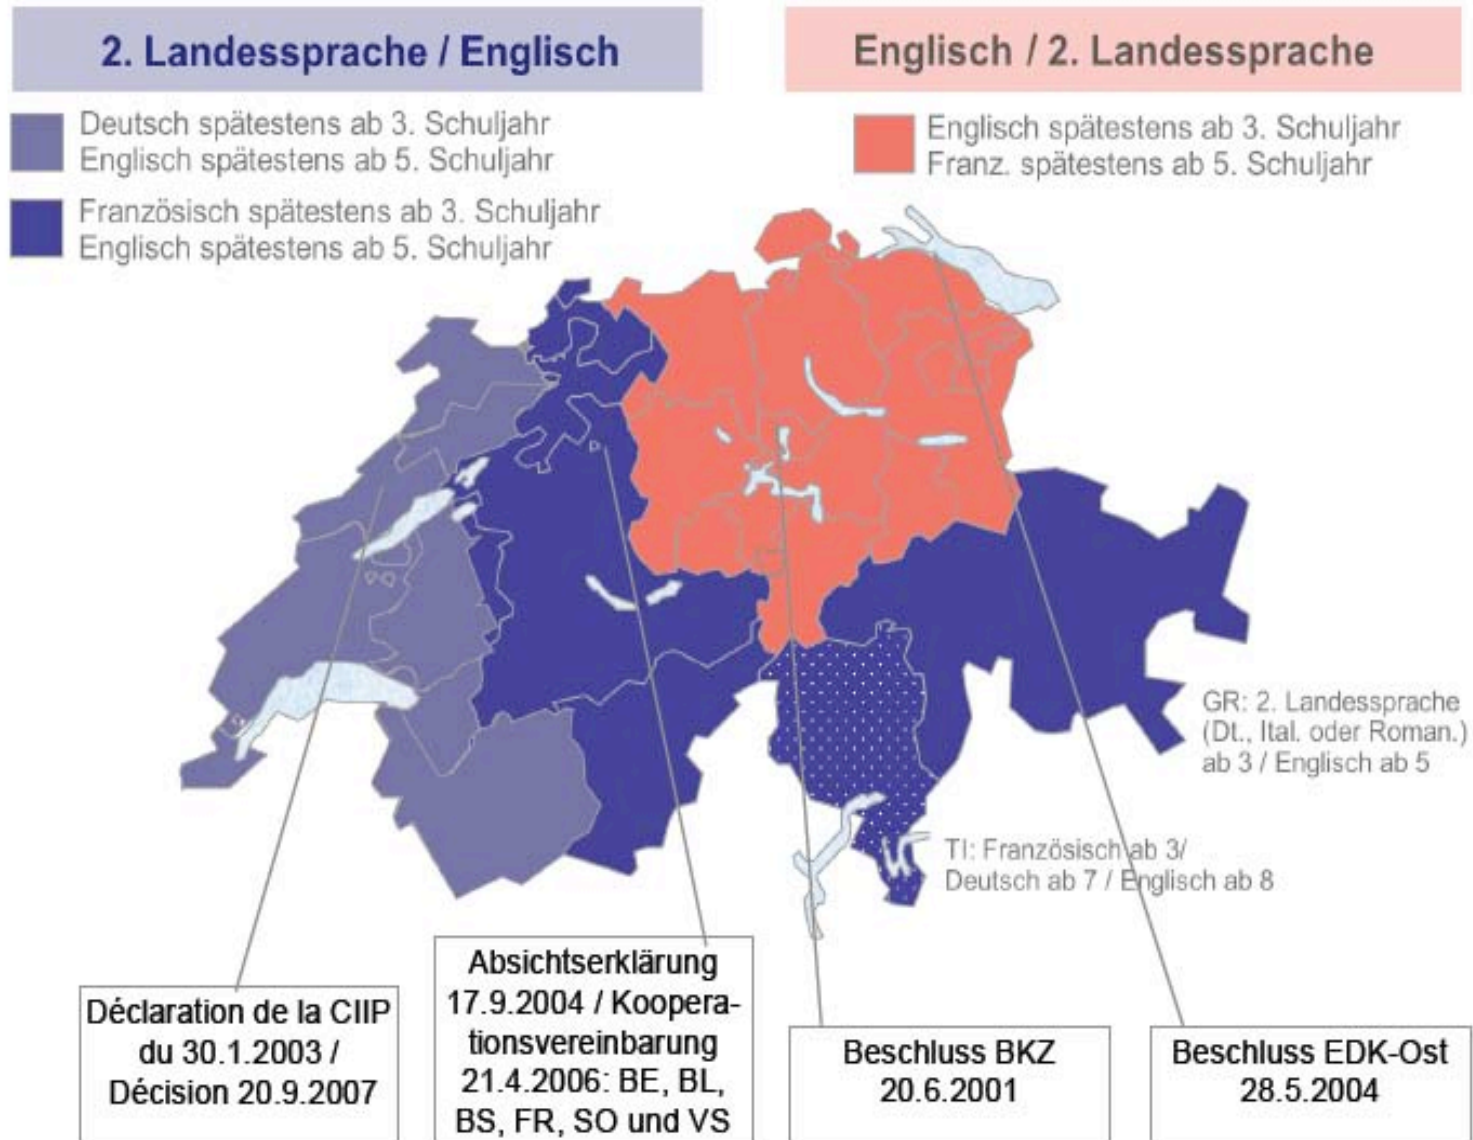 2. Landessprache / Englisch
Englisch / 2. Landessprache
Deutsch spätestens ab 3. Schuljahr
Englisch spätestens ab 5. Schuljahr
Französisch spätestens ab 3. Schuljahr
Englisch spätestens ab 5. Schuljahr
Englisch spätestens ab 3. Schuljahr
Franz. spätestens ab 5. Schuljahr
GR: 2. Landessprache
(Dt., Ital. oder Roman.)
ab 3 / Englisch ab 5
TI: Französisch ab 3/
Deutsch ab 7 / Englisch ab 8
Déclaration de la CIIP
du 30.1.2003 /
Décision 20.9.2007
Absichtserklärung
17.9.2004 / Koopera-
tionsvereinbarung
21.4.2006: BE, BL,
BS, FR, SO und VS
Beschluss BKZ
20.6.2001
Beschluss EDK-Ost
28.5.2004